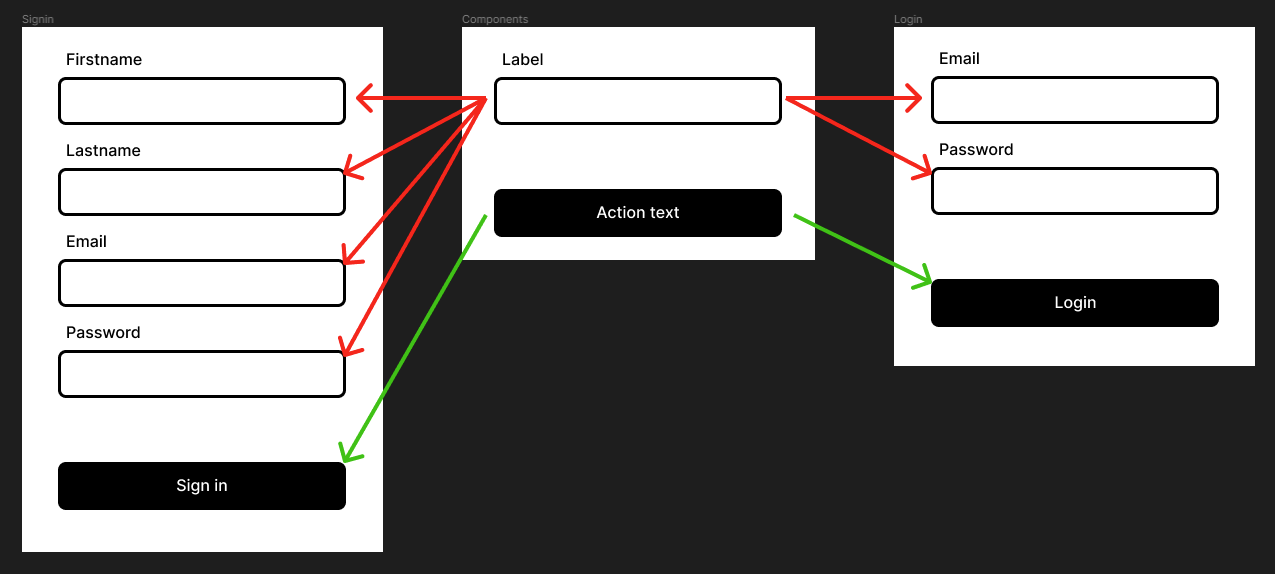 Signin
Firstname
Lastname
Email
Password
Sign in
Components
Label
Action text
Login
Email
Password
Login